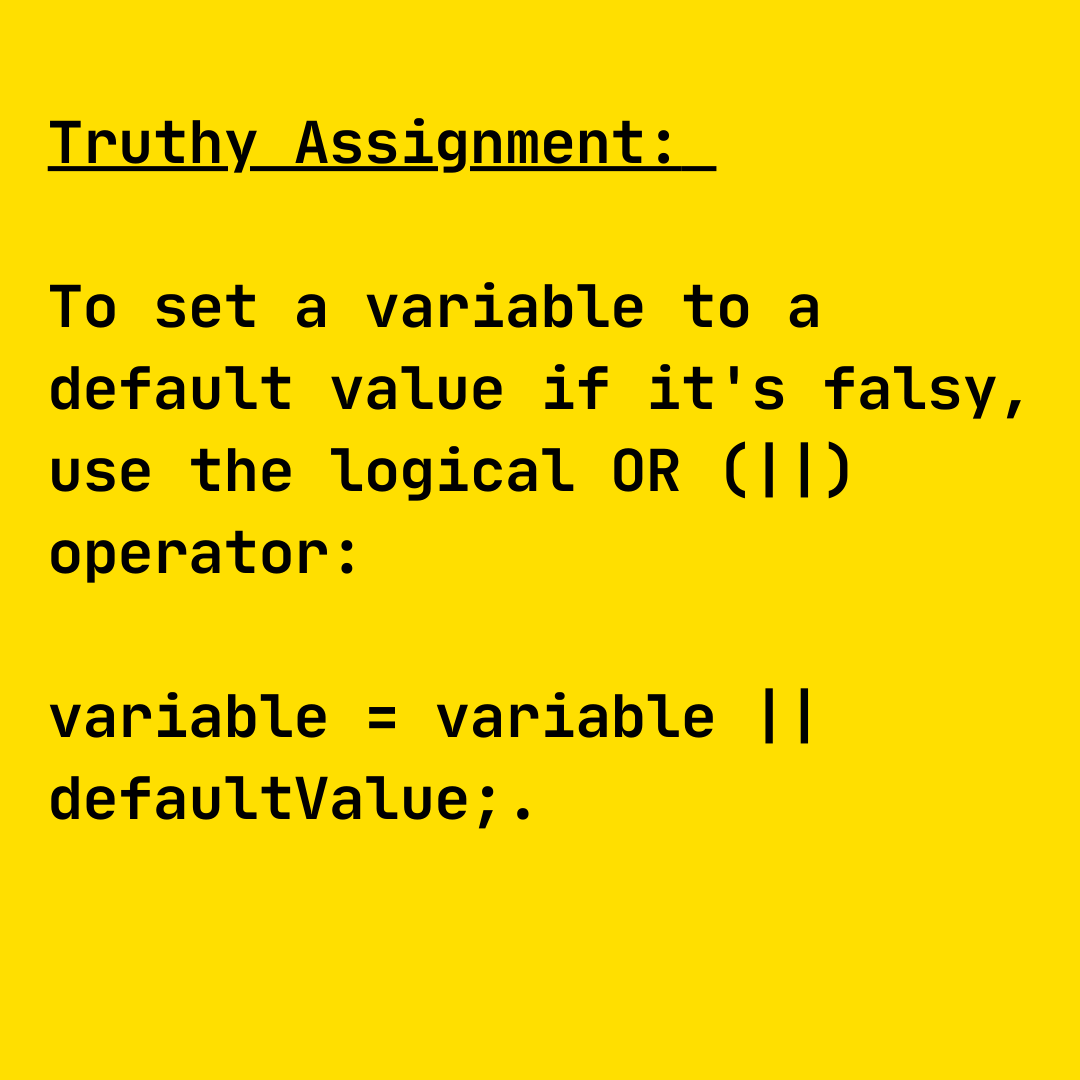 Truthy Assignment:
To set a variable to a
default value if it's falsy,
use the logical OR (||)
operator:
variable = variable ||
defaultValue;.